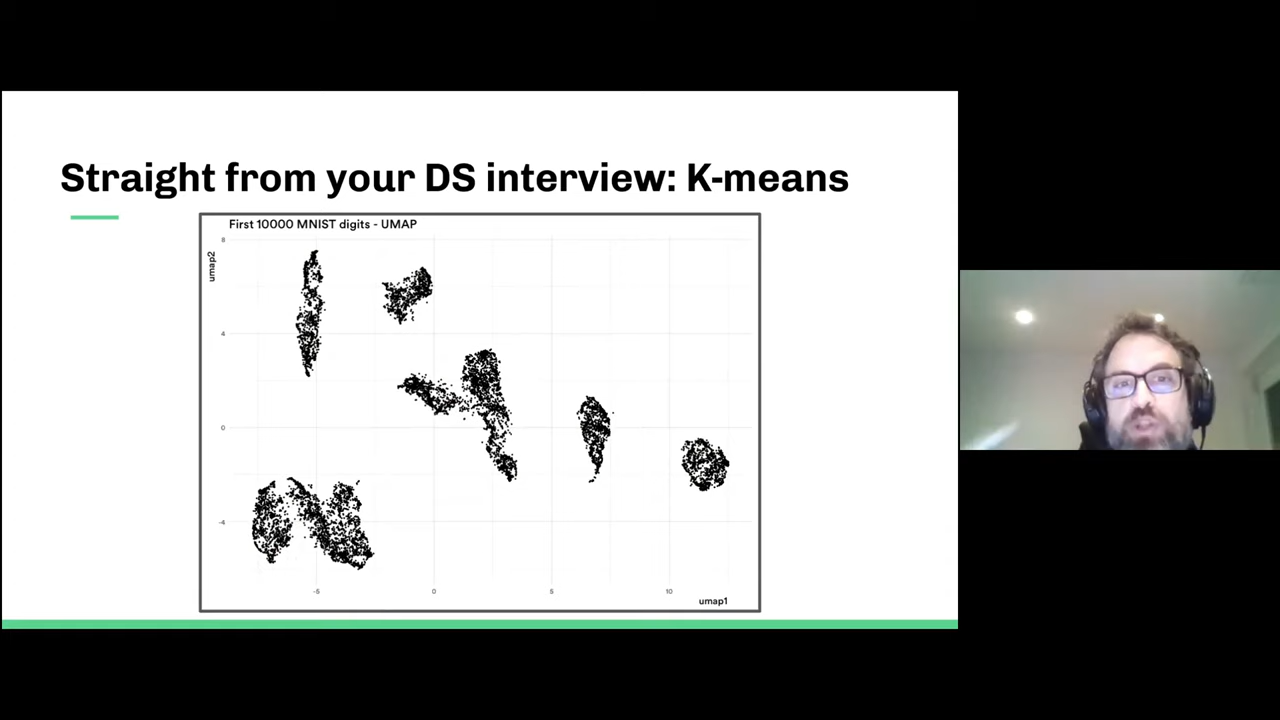 Straight from your DS interview: K-means
First 10000 MNIST digits - UMAP
umap2
8
4
0
-4
-5
0
5
10
umap1